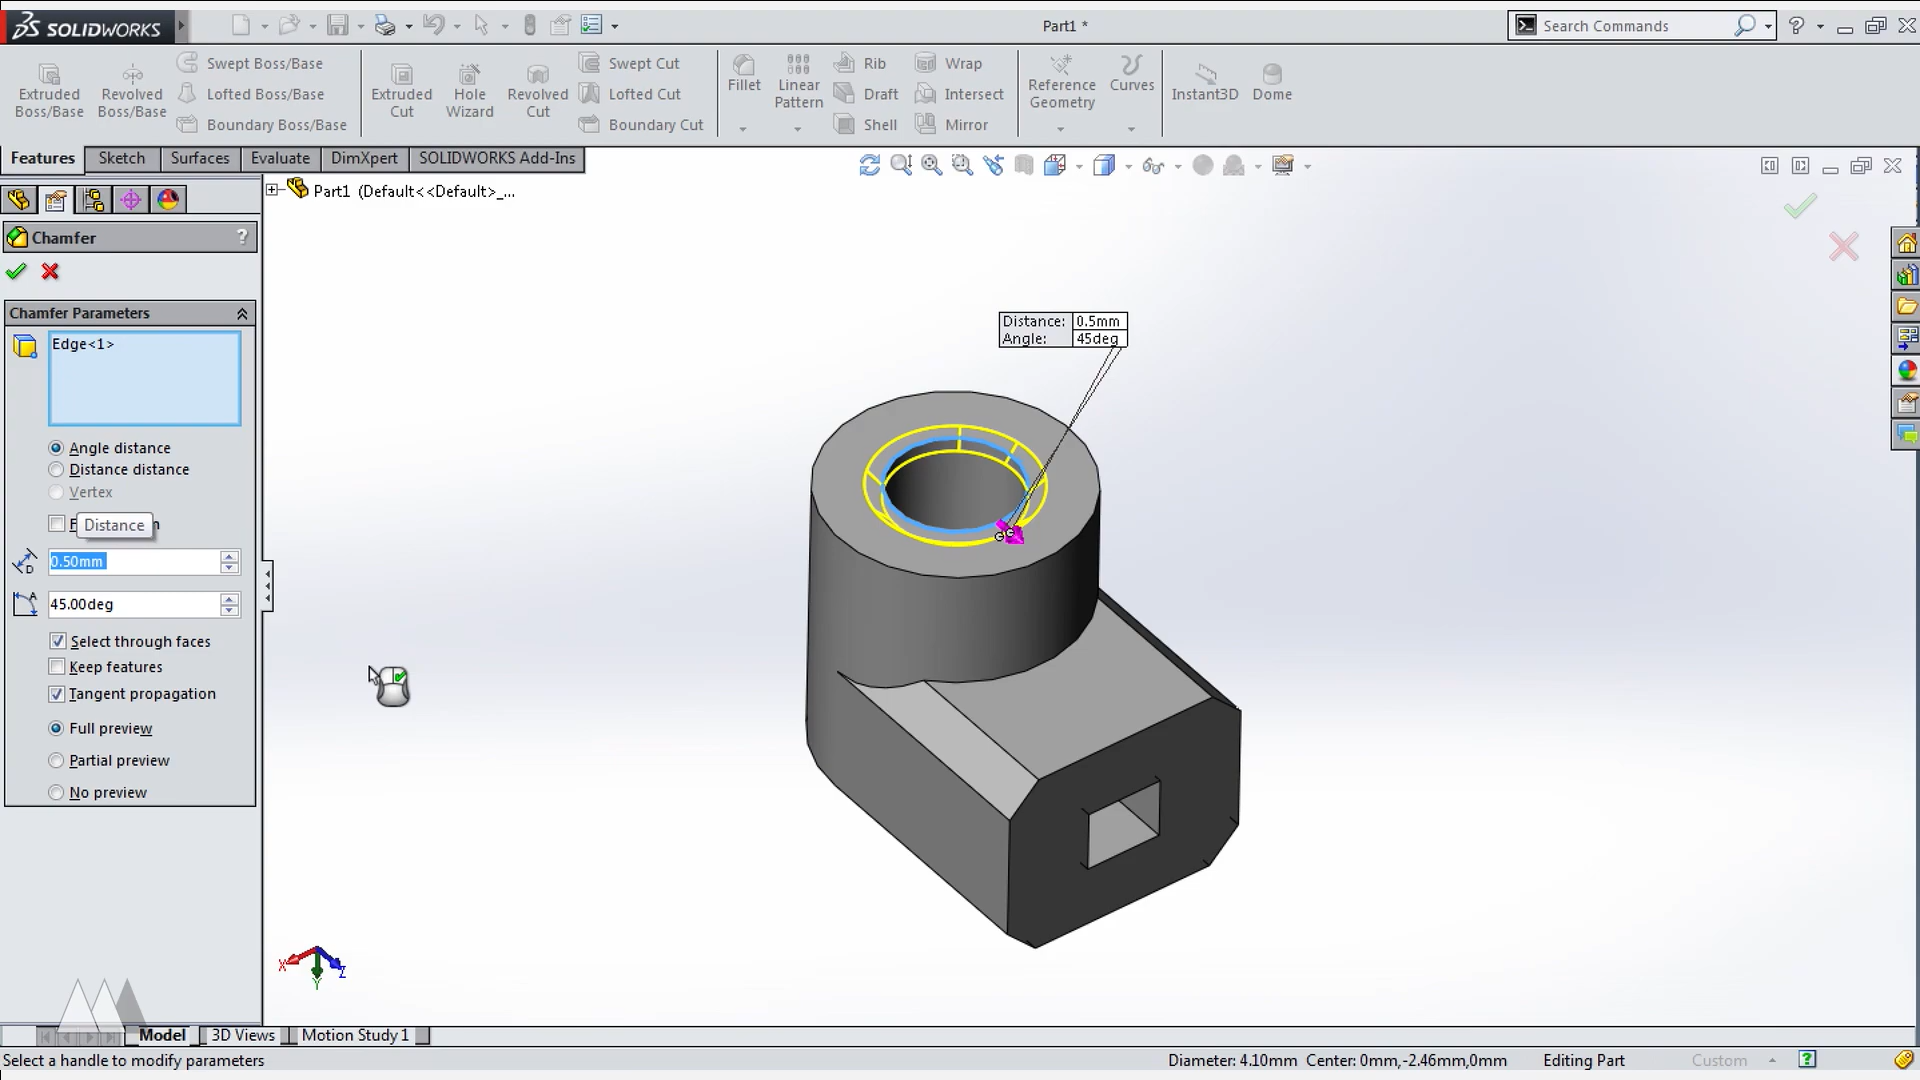 SOLIDWORKS
Part1 *
Search Commands
Extruded Boss/Base
Revolved Boss/Base
Swept Boss/Base
Lofted Boss/Base
Boundary Boss/Base
Extruded Cut
Hole Wizard
Revolved Cut
Swept Cut
Lofted Cut
Boundary Cut
Fillet
Linear Pattern
Rib
Draft
Shell
Wrap
Intersect
Mirror
Reference Geometry
Curves
Instant3D
Dome
Features
Sketch
Surfaces
Evaluate
DimXpert
SOLIDWORKS Add-Ins
Part1 (Default<<Default>_...
Chamfer
?
Chamfer Parameters
Edge<1>
Angle distance
Distance distance
Vertex
Distance
0.50mm
45.00deg
Select through faces
Keep features
Tangent propagation
Full preview
Partial preview
No preview
Distance: 0.5mm
Angle: 45deg
X
Y
Z
Model
3D Views
Motion Study 1
Select a handle to modify parameters
Diameter: 4.10mm Center: 0mm,-2.46mm,0mm
Editing Part
Custom